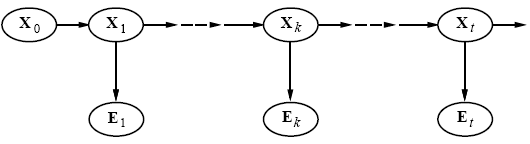 X0 X1 Xk Xt
E1 Ek Et